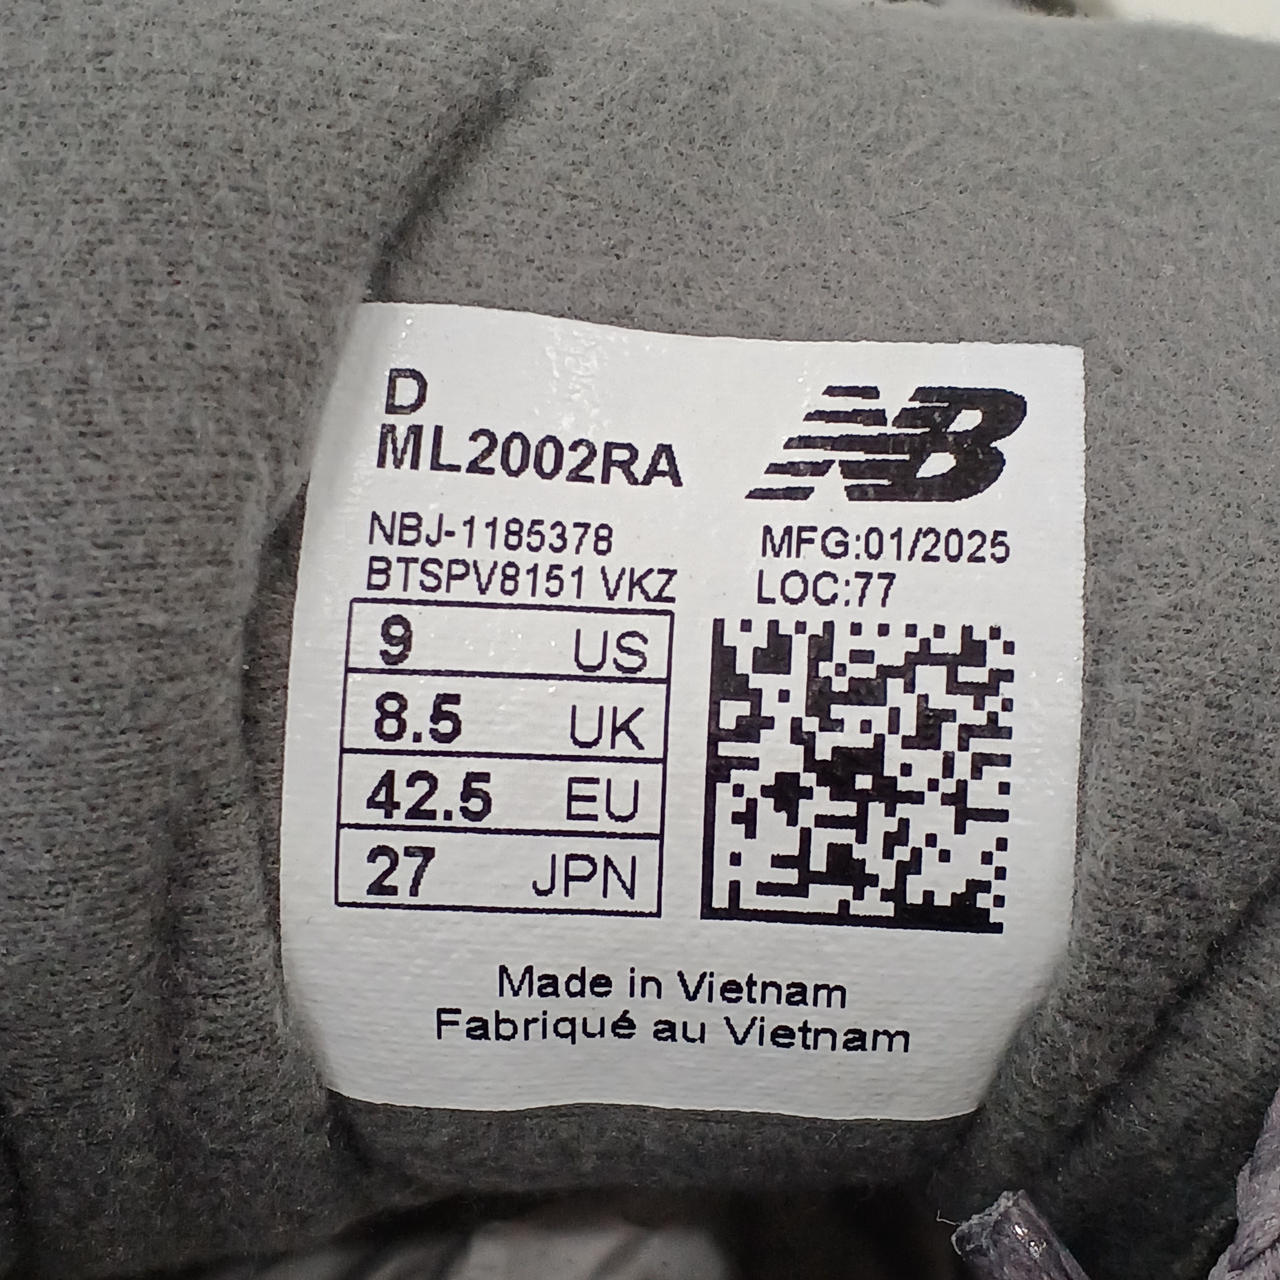 D
ML2002RA
NB
NBJ-1185378
BTSPV8151 VKZ
MFG:01/2025
LOC:77
9 US
8.5 UK
42.5 EU
27 JPN
Made in Vietnam
Fabriqué au Vietnam